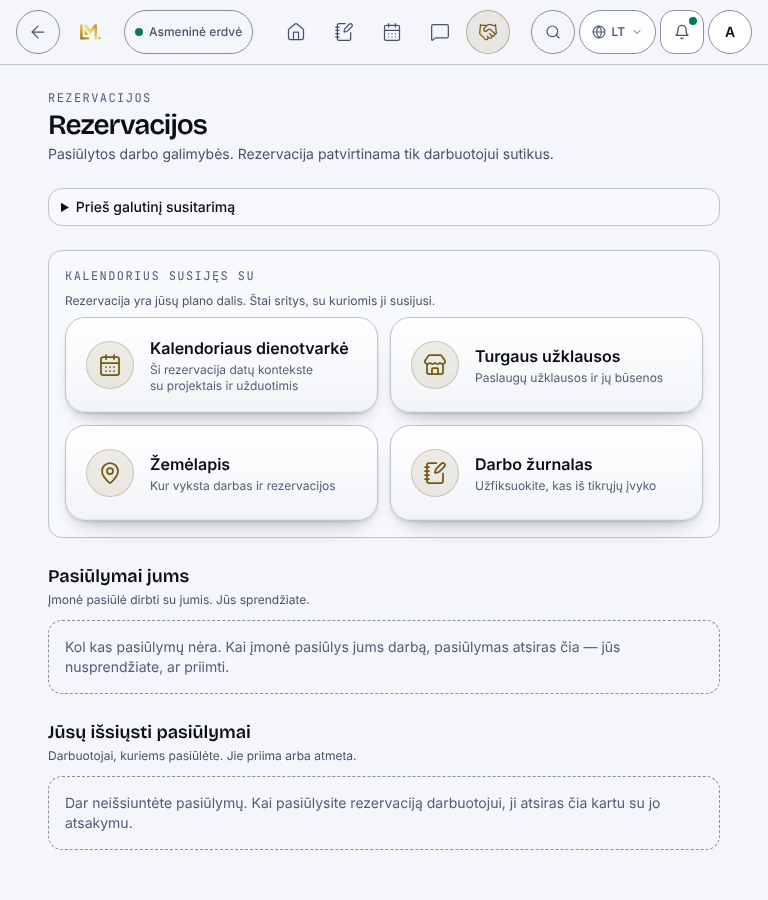 LM.
Asmeninė erdvė
LT
A
REZERVACIJOS
Rezervacijos
Pasiūlytos darbo galimybės. Rezervacija patvirtinama tik darbuotojui sutikus.
Prieš galutinį susitarimą
KALENDORIUS SUSIJĘS SU
Rezervacija yra jūsų plano dalis. Štai sritys, su kuriomis ji susijusi.
Kalendoriaus dienotvarkė
Ši rezervacija datų kontekste
su projektais ir užduotimis
Turgaus užklausos
Paslaugų užklausos ir jų būsenos
Žemėlapis
Kur vyksta darbas ir rezervacijos
Darbo žurnalas
Užfiksuokite, kas iš tikrųjų įvyko
Pasiūlymai jums
Įmonė pasiūlė dirbti su jumis. Jūs sprendžiate.
Kol kas pasiūlymų nėra. Kai įmonė pasiūlys jums darbą, pasiūlymas atsiras čia — jūs
nusprendžiate, ar priimti.
Jūsų išsiųsti pasiūlymai
Darbuotojai, kuriems pasiūlėte. Jie priima arba atmeta.
Dar neišsiuntėte pasiūlymų. Kai pasiūlysite rezervaciją darbuotojui, ji atsiras čia kartu su jo
atsakymu.